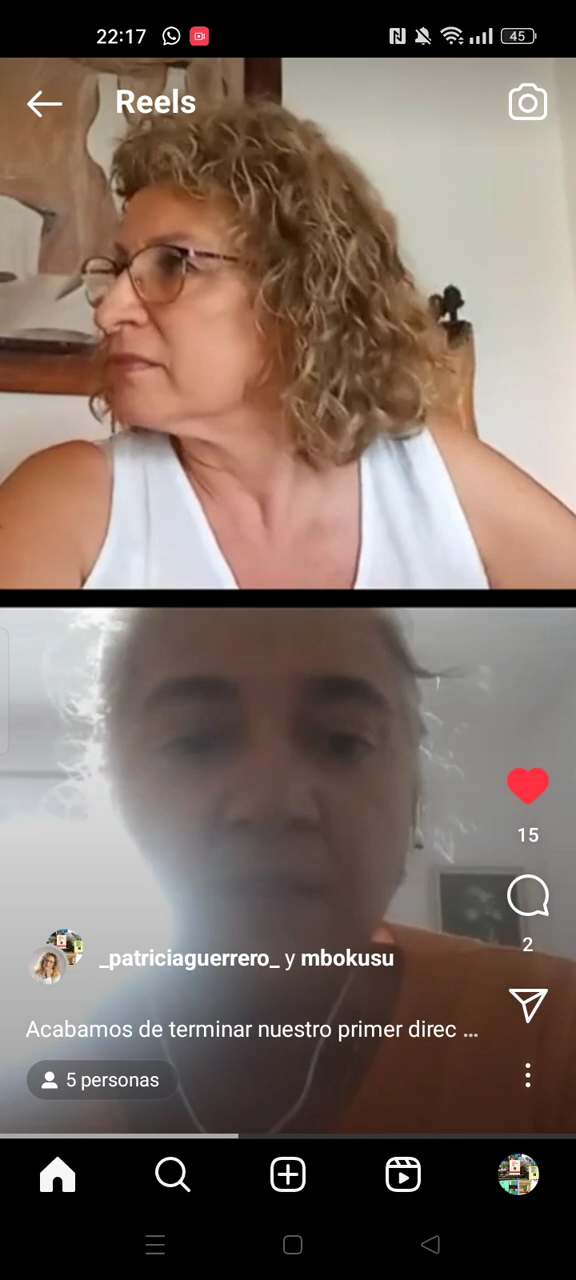 22:17
45
Reels
15
2
_patriciaguerrero_ y mbokusu
Acabamos de terminar nuestro primer direc ...
5 personas